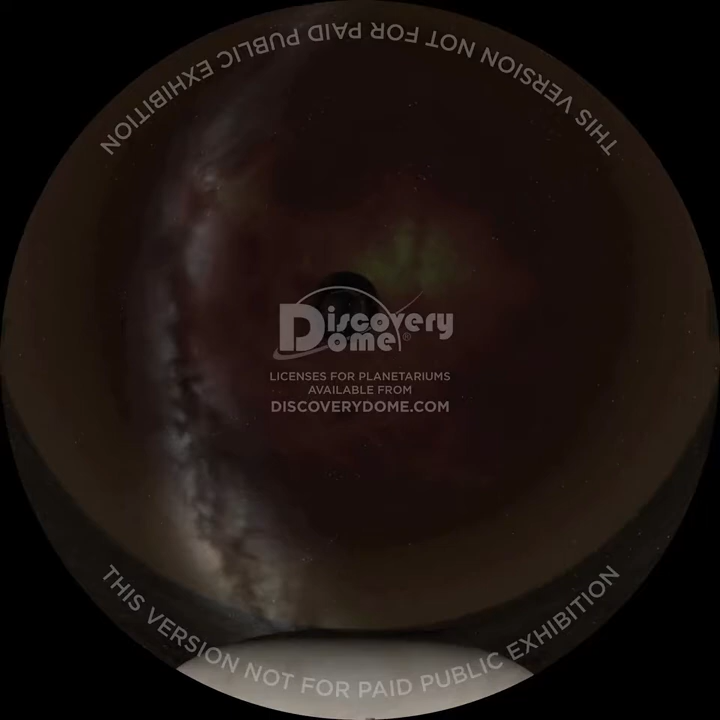 THIS VERSION NOT FOR PAID PUBLIC EXHIBITION
Discovery
Dome®
LICENSES FOR PLANETARIUMS
AVAILABLE FROM
DISCOVERYDOME.COM
THIS VERSION NOT FOR PAID PUBLIC EXHIBITION